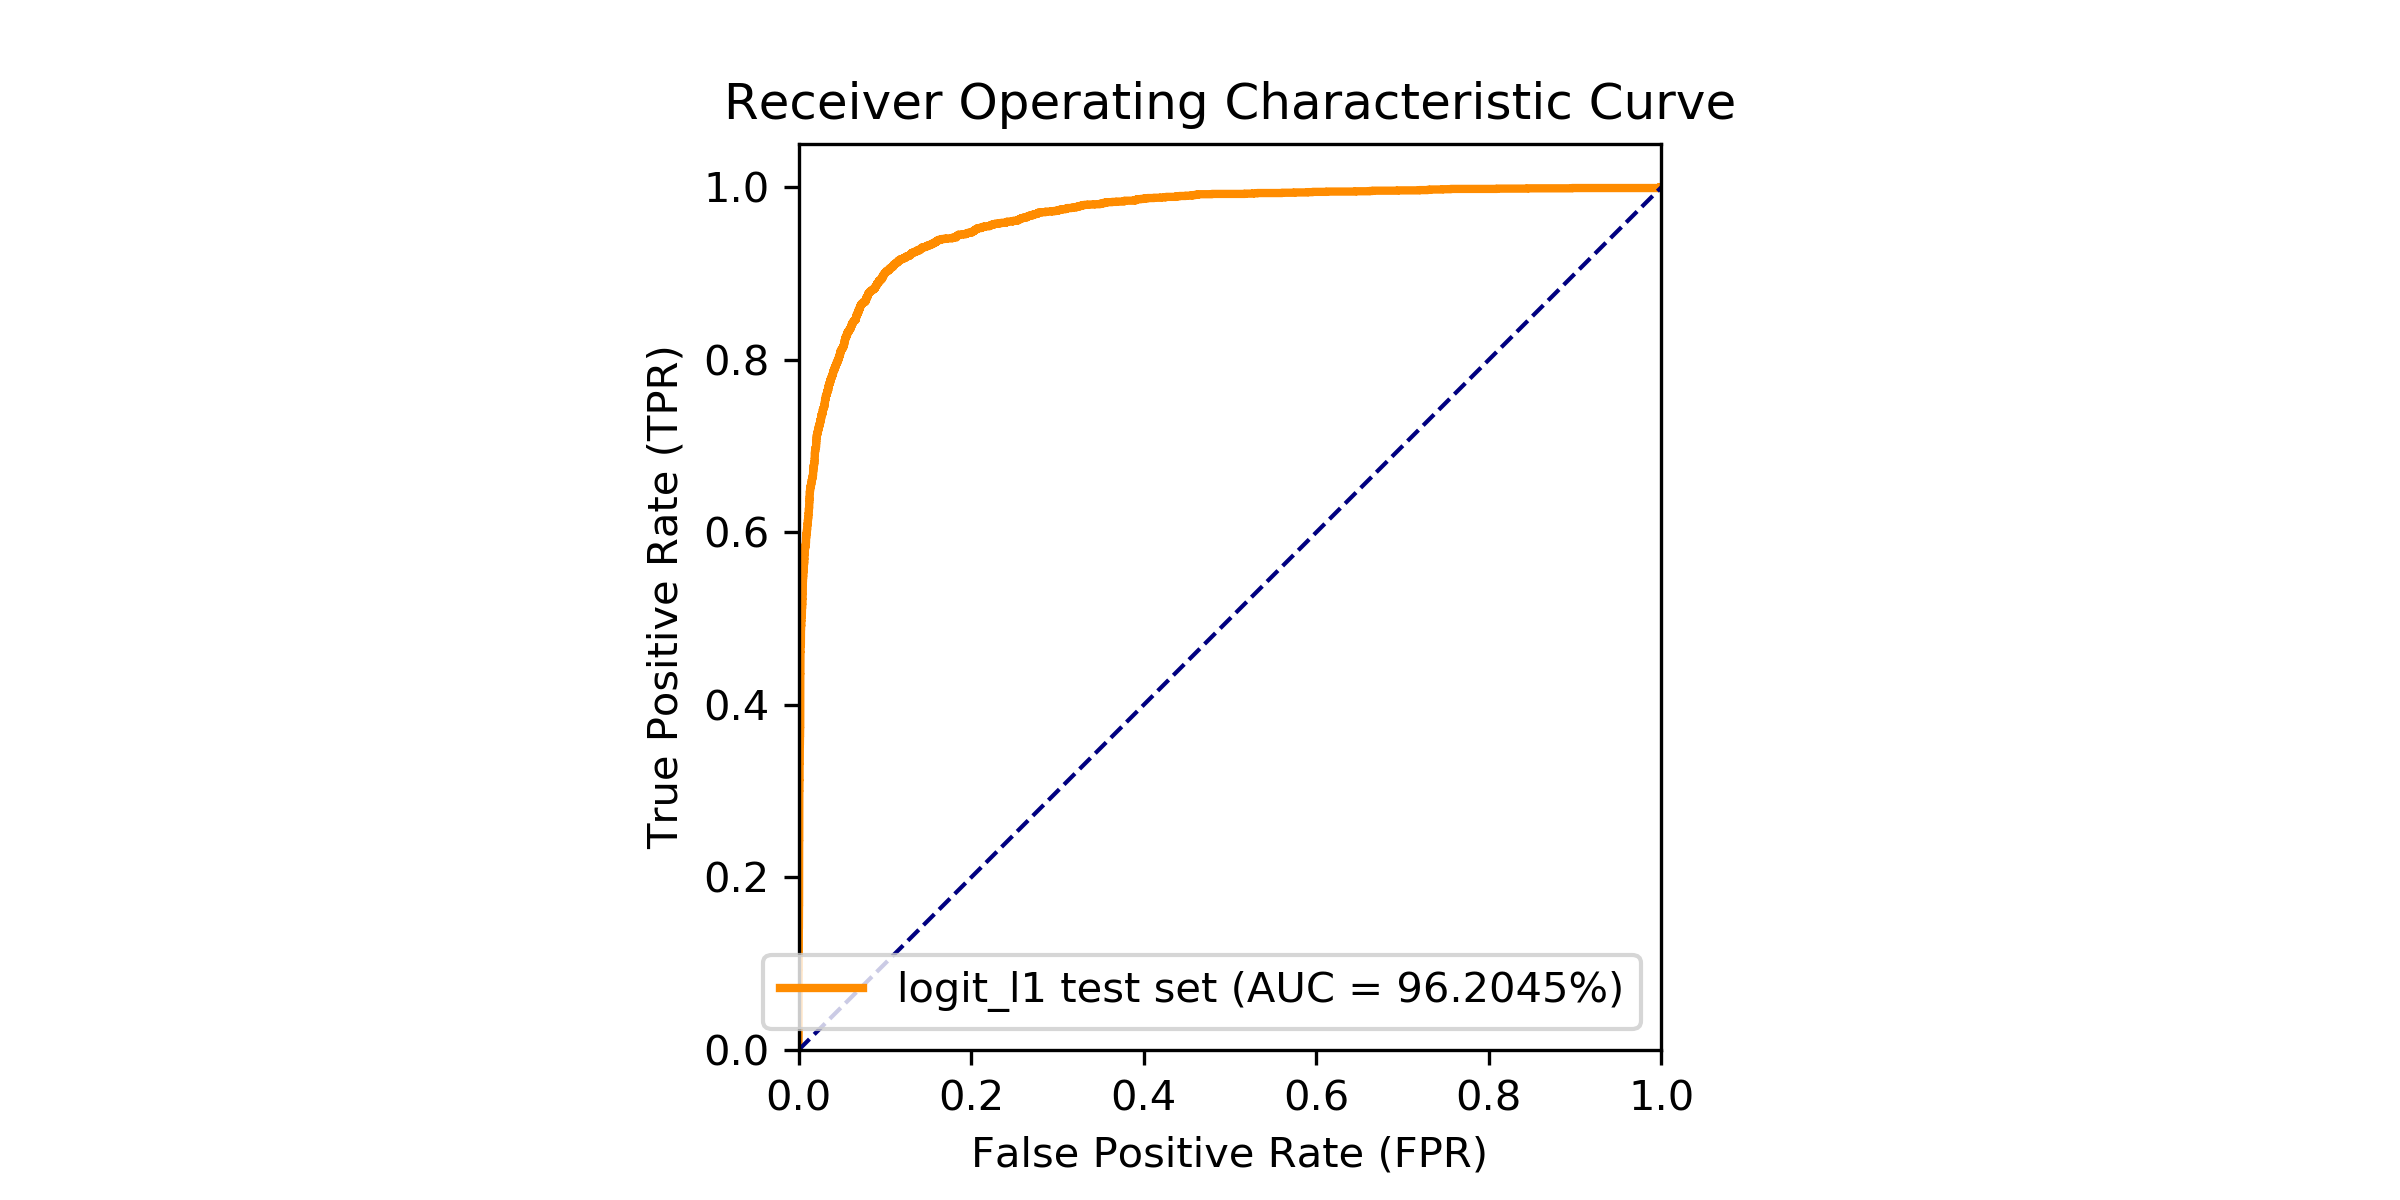 Receiver Operating Characteristic Curve
True Positive Rate (TPR)
1.0
0.8
0.6
0.4
0.2
0.0
logit_l1 test set (AUC = 96.2045%)
0.0 0.2 0.4 0.6 0.8 1.0
False Positive Rate (FPR)